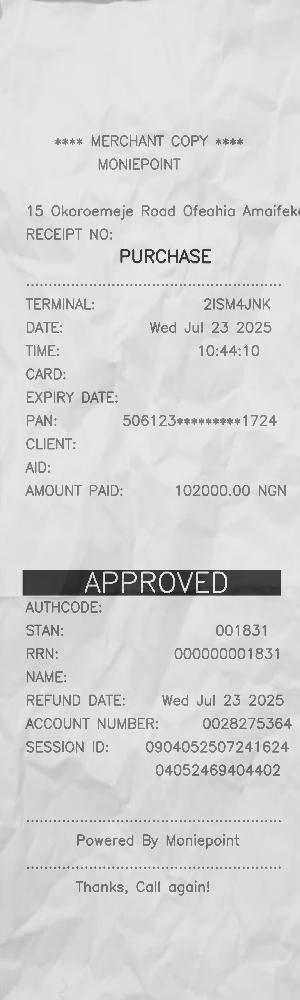 **** MERCHANT COPY ****
MONIEPOINT
15 Okoroemeje Road Ofeahia Amaifeke
RECEIPT NO:
PURCHASE
TERMINAL: 2ISM4JNK
DATE: Wed Jul 23 2025
TIME: 10:44:10
CARD:
EXPIRY DATE:
PAN: 506123*********1724
CLIENT:
AID:
AMOUNT PAID: 102000.00 NGN
APPROVED
AUTHCODE:
STAN: 001831
RRN: 000000001831
NAME:
REFUND DATE: Wed Jul 23 2025
ACCOUNT NUMBER: 0028275364
SESSION ID: 0904052507241624
04052469404402
Powered By Moniepoint
Thanks, Call again!